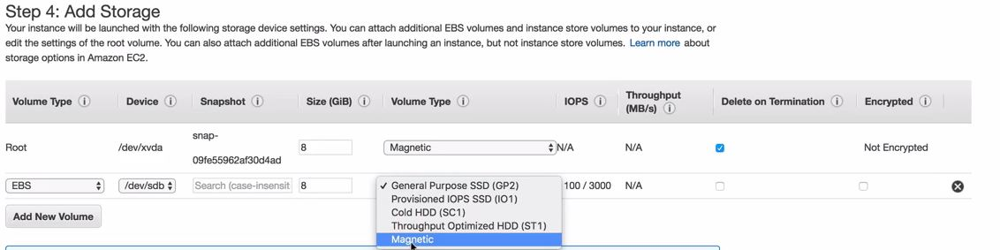 Step 4: Add Storage
Your instance will be launched with the following storage device settings. You can attach additional EBS volumes and instance store volumes to your instance, or
edit the settings of the root volume. You can also attach additional EBS volumes after launching an instance, but not instance store volumes. Learn more about
storage options in Amazon EC2.
Volume Type Device Snapshot Size (GiB) Volume Type IOPS Throughput (MB/s) Delete on Termination Encrypted
Root /dev/xvda snap-09fe55962af30d4ad 8 Magnetic N/A N/A Not Encrypted
EBS /dev/sdb Search (case-insensit 8 General Purpose SSD (GP2) 100 / 3000 N/A
Provisioned IOPS SSD (IO1)
Cold HDD (SC1)
Throughput Optimized HDD (ST1)
Magnetic
Add New Volume